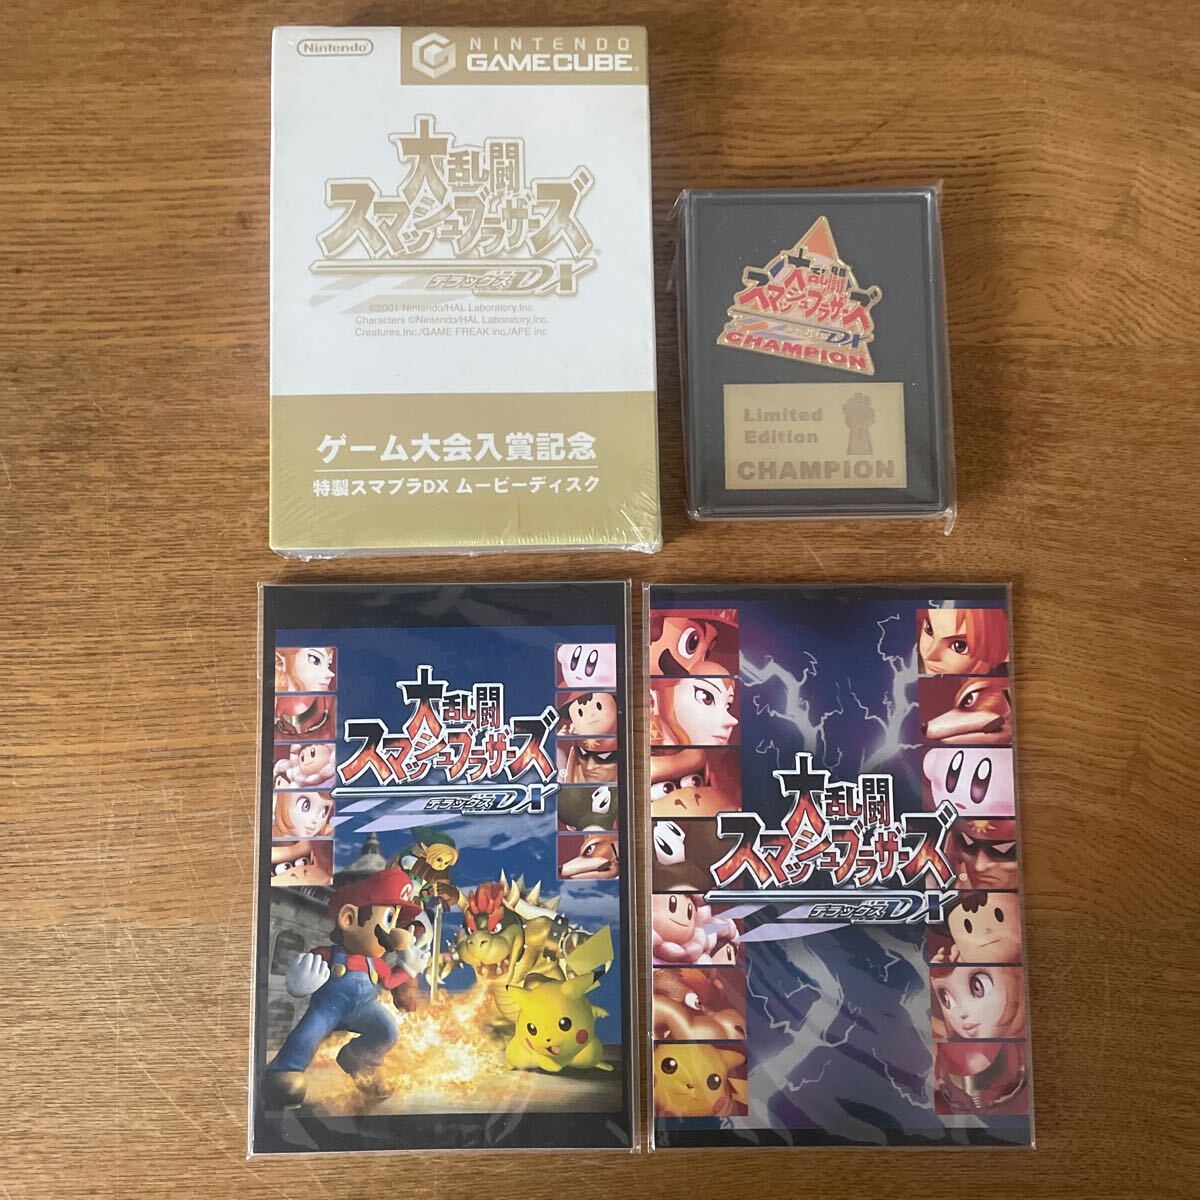 Nintendo
NINTENDO
GAMECUBE
大乱闘
スマッシュブラザーズ
デラックス DX
©2001 Nintendo/HAL Laboratory,Inc.
Characters ©Nintendo/HAL Laboratory,Inc.
Creatures,Inc./GAME FREAK inc./APE inc.
ゲーム大会入賞記念
特製スマブラDX ムービーディスク
大乱闘
スマッシュブラザーズ
デラックス DX
CHAMPION
Limited
Edition
CHAMPION
大乱闘
スマッシュブラザーズ®
デラックス DX
大乱闘
スマッシュブラザーズ®
デラックス DX